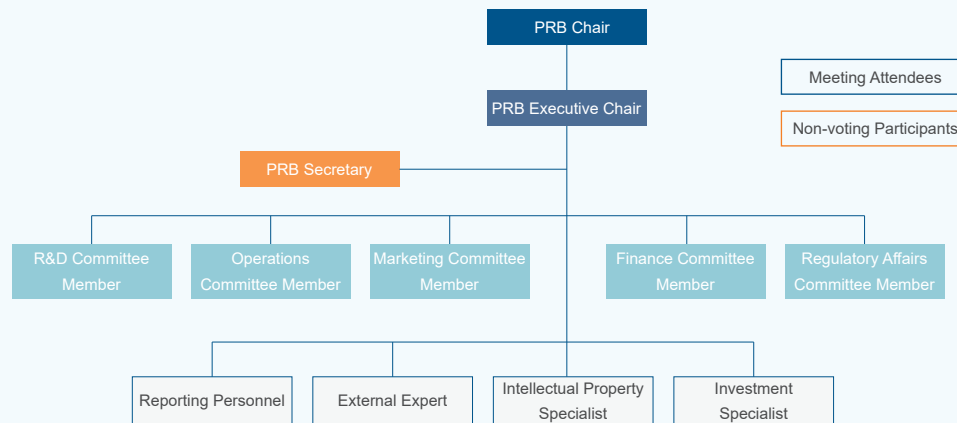 PRB Chair
Meeting Attendees
PRB Executive Chair
Non-voting Participants
PRB Secretary
R&D Committee
Member
Operations
Committee Member
Marketing Committee
Member
Finance Committee
Member
Regulatory Affairs
Committee Member
Reporting Personnel
External Expert
Intellectual Property
Specialist
Investment
Specialist